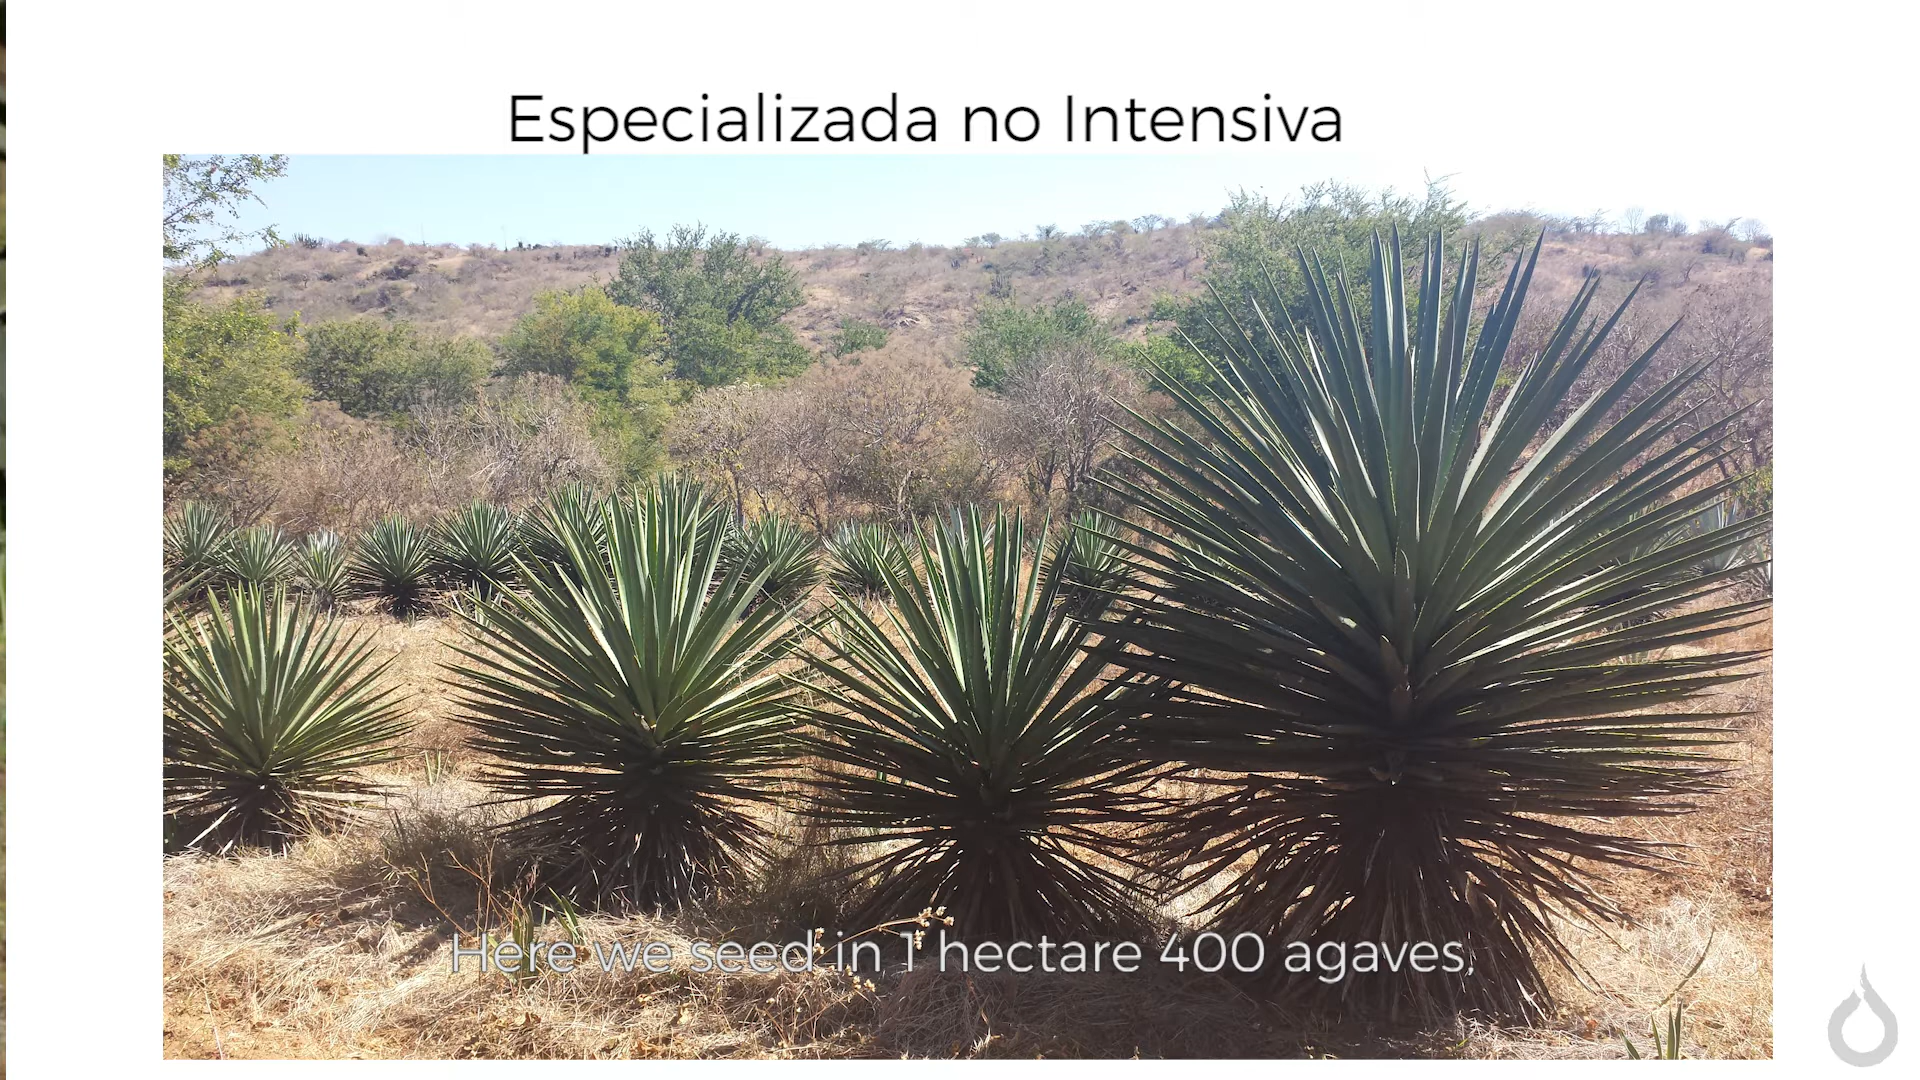 Especializada no Intensiva
Here we seed in 1 hectare 400 agaves,